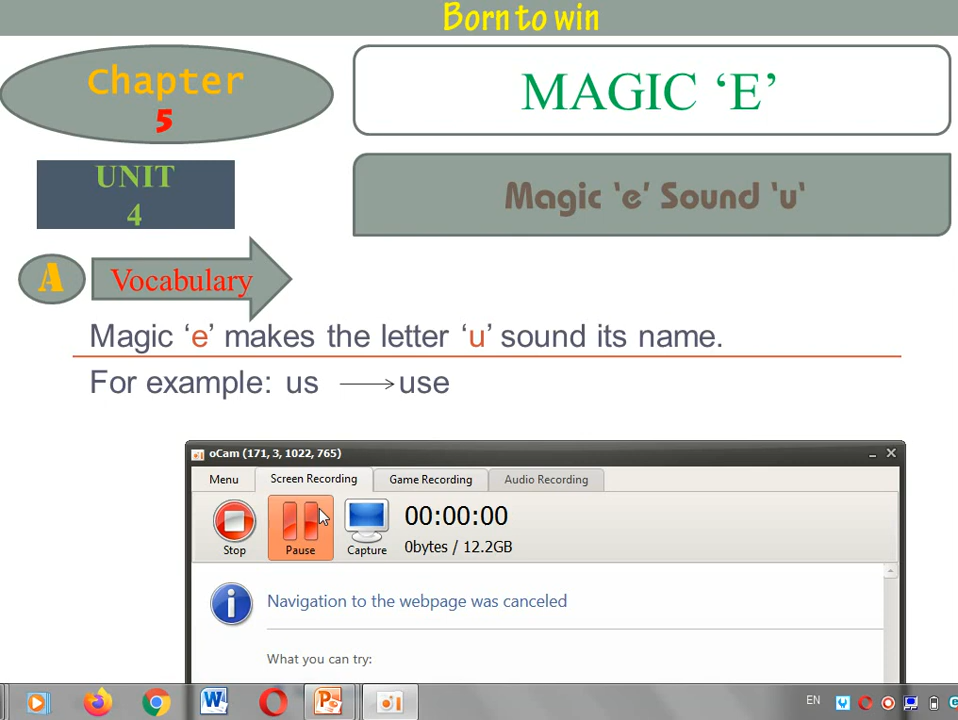 Born to win
Chapter
5
MAGIC ‘E’
UNIT
4
Magic ‘e’ Sound ‘u’
A
Vocabulary
Magic ‘e’ makes the letter ‘u’ sound its name.
For example: us → use
oCam (171, 3, 1022, 765)
Menu Screen Recording Game Recording Audio Recording
Stop Pause Capture
00:00:00
0bytes / 12.2GB
Navigation to the webpage was canceled
What you can try:
EN